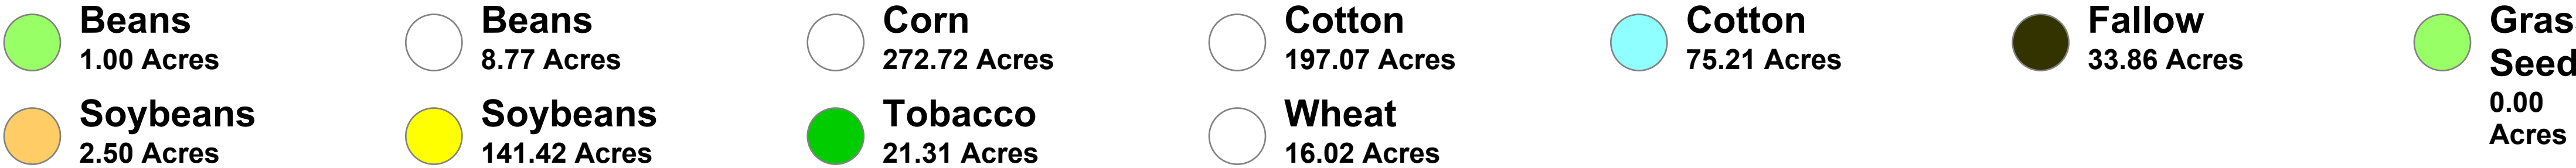 Beans
1.00 Acres
Beans
8.77 Acres
Corn
272.72 Acres
Cotton
197.07 Acres
Cotton
75.21 Acres
Fallow
33.86 Acres
Gras
Seed
0.00
Acres
Soybeans
2.50 Acres
Soybeans
141.42 Acres
Tobacco
21.31 Acres
Wheat
16.02 Acres